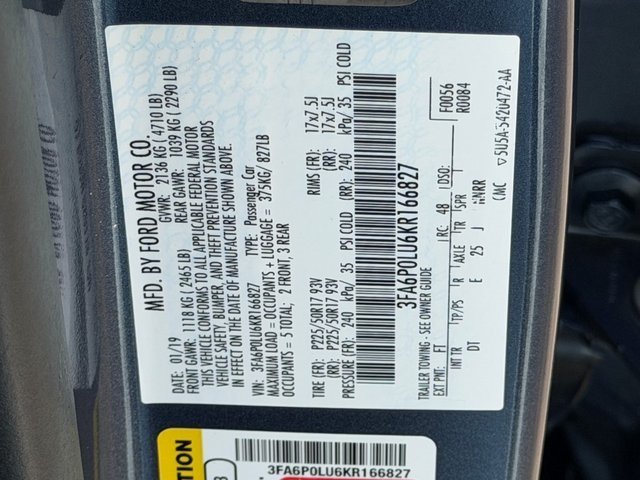 MFD. BY FORD MOTOR CO.
DATE: 01/19 GVWR: 2136 KG ( 4710 LB)
FRONT GAWR: 1118 KG ( 2465 LB) REAR GAWR: 1039 KG ( 2290 LB)
THIS VEHICLE CONFORMS TO ALL APPLICABLE FEDERAL MOTOR
VEHICLE SAFETY, BUMPER, AND THEFT PREVENTION STANDARDS
IN EFFECT ON THE DATE OF MANUFACTURE SHOWN ABOVE.
VIN: 3FA6P0LU6KR166827 TYPE: Passenger Car
MAXIMUM LOAD = OCCUPANTS + LUGGAGE = 375KG/ 827LB
OCCUPANTS = 5 TOTAL; 2 FRONT, 3 REAR
TIRE (FR): P225/50R17 93V RIMS (FR): 17x7.5J
(RR): P225/50R17 93V (RR): 17x7.5J
PRESSURE (FR): 240 kPa/ 35 PSI COLD (RR): 240 kPa/ 35 PSI COLD
3FA6P0LU6KR166827
F0056
R0084
TRAILER TOWING - SEE OWNER GUIDE
EXT PNT: FT RC: 48 DSO:
INT TR TP/PS R AXLE TR SPR
DT E 25 J
CMC
5U5A-5420472-AA
3FA6P0LU6KR166827